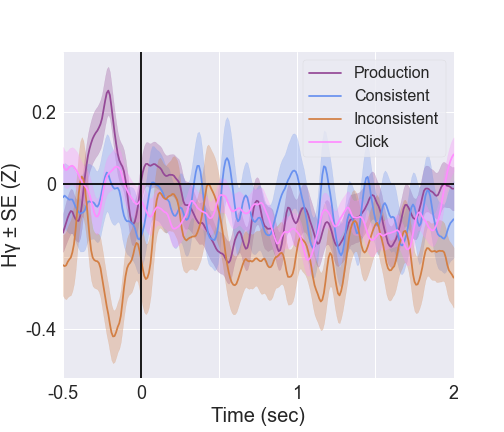 Production
Consistent
Inconsistent
Click
0.2
0
-0.4
Hγ ± SE (Z)
-0.5
0
1
2
Time (sec)